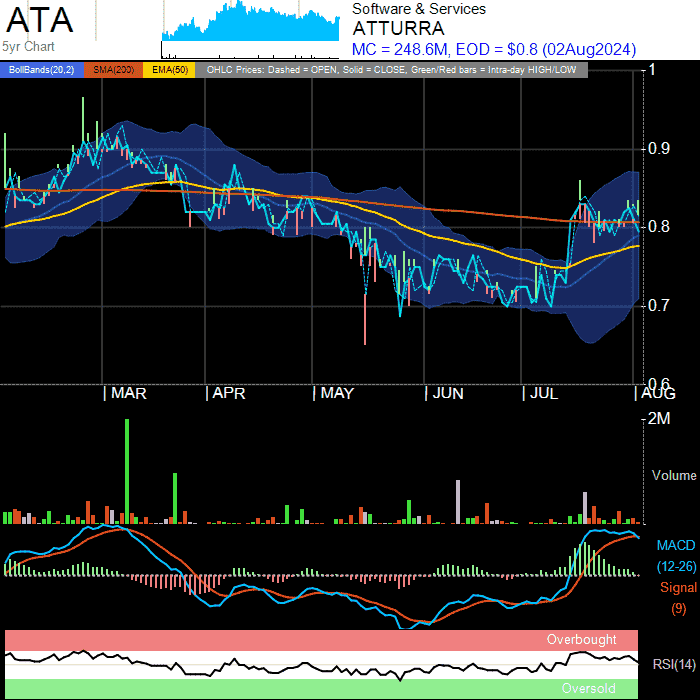 ATA
5yr Chart
Software & Services
ATTURRA
MC = 248.6M, EOD = $0.8 (02Aug2024)
BollBands(20,2) SMA(200) EMA(50) OHLC Prices: Dashed = OPEN, Solid = CLOSE, Green/Red bars = Intra-day HIGH/LOW
1
0.9
0.8
0.7
0.6
MAR APR MAY JUN JUL AUG
2M
Volume
MACD
(12-26)
Signal
(9)
Overbought
RSI(14)
Oversold